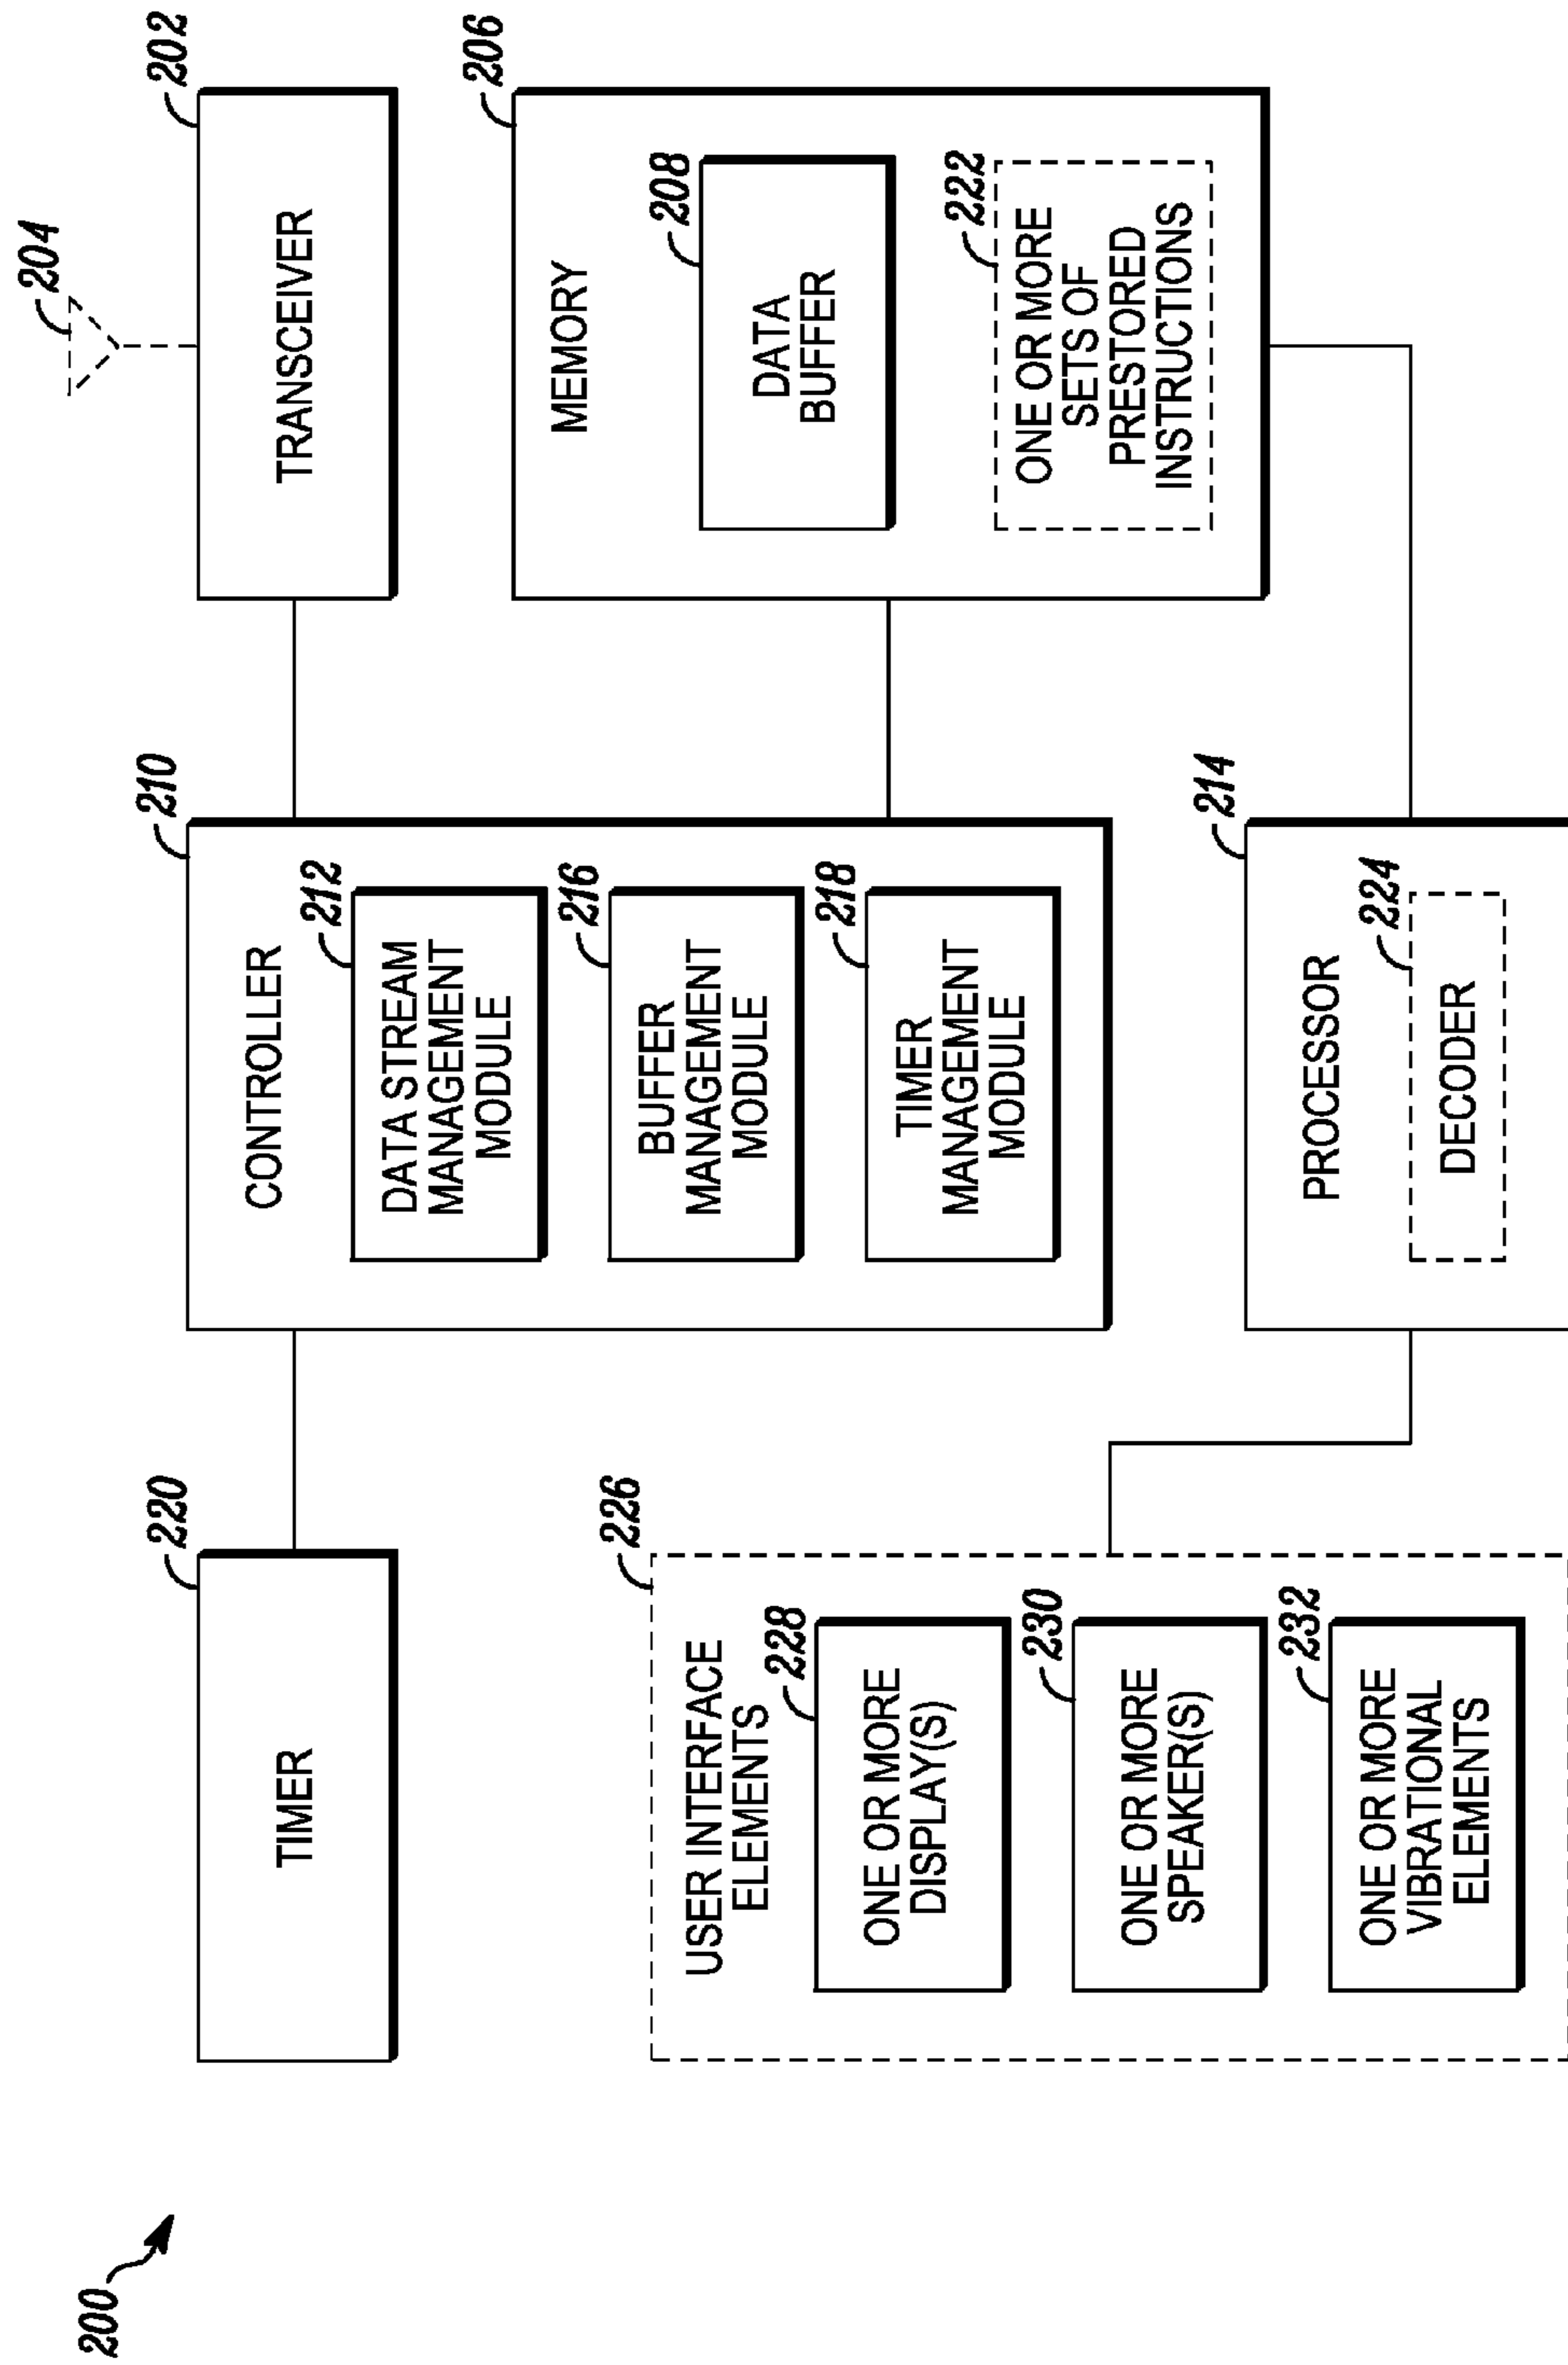 200
204
220
TIMER
210
CONTROLLER
212
DATA STREAM
MANAGEMENT
MODULE
216
BUFFER
MANAGEMENT
MODULE
218
TIMER
MANAGEMENT
MODULE
202
TRANSCEIVER
206
MEMORY
208
DATA
BUFFER
222
ONE OR MORE
SETS OF
PRESTORED
INSTRUCTIONS
226
USER INTERFACE
ELEMENTS
228
ONE OR MORE
DISPLAY(S)
230
ONE OR MORE
SPEAKER(S)
232
ONE OR MORE
VIBRATIONAL
ELEMENTS
214
PROCESSOR
224
DECODER